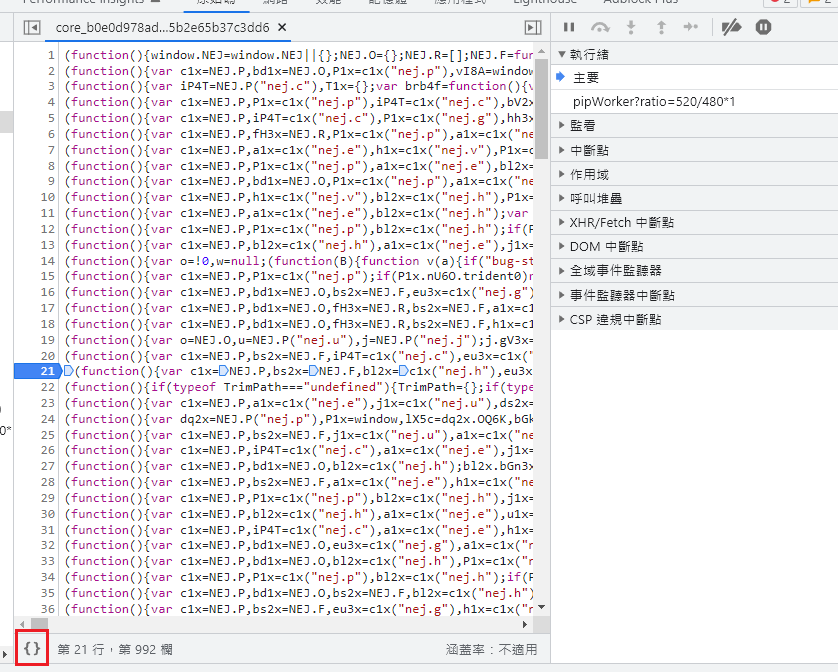 core_b0e0d978ad...5b2e65b37c3dd6 ×
1 (function(){window.NEJ=window.NEJ||{};NEJ.O={};NEJ.R=[];NEJ.F=fun
2 (function(){var c1x=NEJ.P,bd1x=NEJ.O,P1x=c1x("nej.p"),vI8A=window
3 (function(){var iP4T=NEJ.P("nej.c"),T1x={};var brb4f=function(){v
4 (function(){var c1x=NEJ.P,P1x=c1x("nej.p"),iP4T=c1x("nej.c"),bV2x
5 (function(){var c1x=NEJ.P,iP4T=c1x("nej.c"),P1x=c1x("nej.g"),hh3x
6 (function(){var c1x=NEJ.P,fH3x=NEJ.R,P1x=c1x("nej.p"),a1x=c1x("ne
7 (function(){var c1x=NEJ.P,a1x=c1x("nej.e"),h1x=c1x("nej.v"),P1x=c
8 (function(){var c1x=NEJ.P,P1x=c1x("nej.p"),a1x=c1x("nej.e"),bl2x=
9 (function(){var c1x=NEJ.P,bd1x=NEJ.O,P1x=c1x("nej.p"),a1x=c1x("ne
10 (function(){var c1x=NEJ.P,h1x=c1x("nej.v"),bl2x=c1x("nej.h"),P1x=
11 (function(){var c1x=NEJ.P,a1x=c1x("nej.e"),bl2x=c1x("nej.h");var
12 (function(){var c1x=NEJ.P,P1x=c1x("nej.p"),bl2x=c1x("nej.h");if(P
13 (function(){var c1x=NEJ.P,bl2x=c1x("nej.h"),a1x=c1x("nej.e"),j1x=
14 (function(){var o=!0,w=null;(function(B){function v(a){if("bug-st
15 (function(){var c1x=NEJ.P,P1x=c1x("nej.p");if(P1x.nU6O.trident0)r
16 (function(){var c1x=NEJ.P,bd1x=NEJ.O,bs2x=NEJ.F,eu3x=c1x("nej.g")
17 (function(){var c1x=NEJ.P,bd1x=NEJ.O,fH3x=NEJ.R,bs2x=NEJ.F,a1x=c1
18 (function(){var c1x=NEJ.P,bd1x=NEJ.O,fH3x=NEJ.R,bs2x=NEJ.F,h1x=c1
19 (function(){var o=NEJ.O,u=NEJ.P("nej.u"),j=NEJ.P("nej.j");j.gV3x=
20 (function(){var c1x=NEJ.P,bs2x=NEJ.F,iP4T=c1x("nej.c"),eu3x=c1x("
21 (function(){var c1x=NEJ.P,bs2x=NEJ.F,bl2x=c1x("nej.h"),eu3x
22 (function(){if(typeof TrimPath==="undefined"){TrimPath={};if(type
23 (function(){var c1x=NEJ.P,a1x=c1x("nej.e"),j1x=c1x("nej.u"),ds2x=
24 (function(){var dq2x=NEJ.P("nej.p"),P1x=window,lX5c=dq2x.OQ6K,bGk
25 (function(){var c1x=NEJ.P,bs2x=NEJ.F,j1x=c1x("nej.u"),a1x=c1x("ne
26 (function(){var c1x=NEJ.P,iP4T=c1x("nej.c"),a1x=c1x("nej.e"),j1x=
27 (function(){var c1x=NEJ.P,bd1x=NEJ.O,bl2x=c1x("nej.h");bl2x.bGn3x
28 (function(){var c1x=NEJ.P,bs2x=NEJ.F,a1x=c1x("nej.e"),h1x=c1x("ne
29 (function(){var c1x=NEJ.P,P1x=c1x("nej.p"),bl2x=c1x("nej.h"),j1x=
30 (function(){var c1x=NEJ.P,bl2x=c1x("nej.h"),a1x=c1x("nej.e"),u1x=
31 (function(){var c1x=NEJ.P,iP4T=c1x("nej.c"),a1x=c1x("nej.e"),h1x=
32 (function(){var c1x=NEJ.P,bd1x=NEJ.O,eu3x=c1x("nej.g"),a1x=c1x("n
33 (function(){var c1x=NEJ.P,bd1x=NEJ.O,bl2x=c1x("nej.h"),P1x=c1x("n
34 (function(){var c1x=NEJ.P,P1x=c1x("nej.p"),bl2x=c1x("nej.h");if(P
35 (function(){var c1x=NEJ.P,bd1x=NEJ.O,bs2x=NEJ.F,bl2x=c1x("nej.h")
36 (function(){var c1x=NEJ.P,bs2x=NEJ.F,eu3x=c1x("nej.g"),h1x=c1x("n
{} 第 21 行，第 992 欄
涵蓋率：不適用
執行緒
主要
pipWorker?ratio=520/480*1
監看
中斷點
作用域
呼叫堆疊
XHR/Fetch 中斷點
DOM 中斷點
全域事件監聽器
事件監聽器中斷點
CSP 違規中斷點